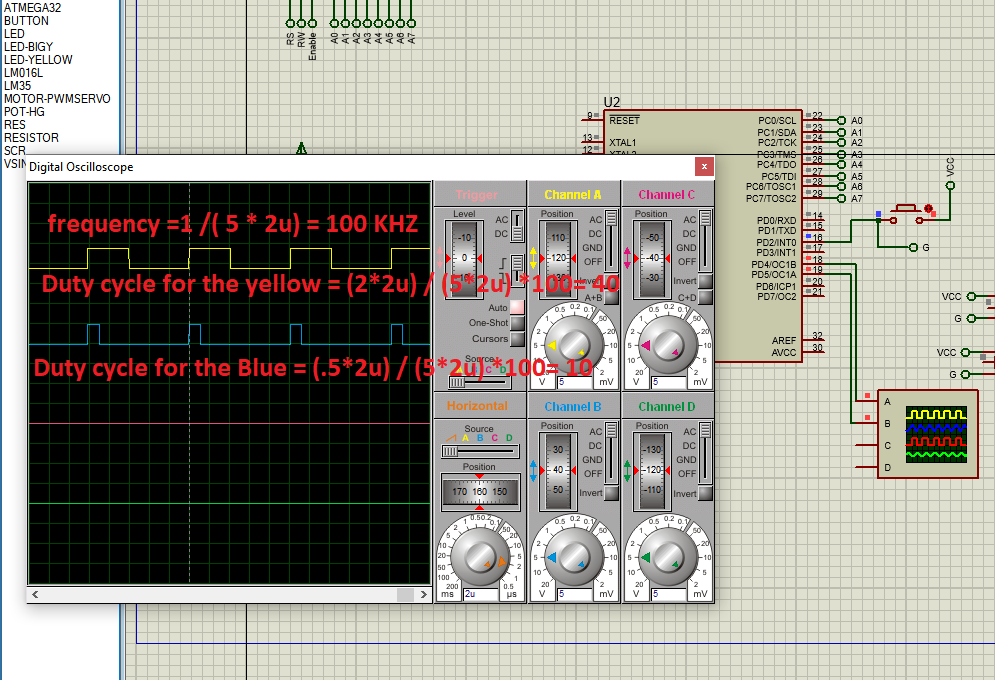 ATMEGA32
BUTTON
LED
LED-BIGY
LED-YELLOW
LM016L
LM35
MOTOR-PWMSERVO
POT-HG
RES
RESISTOR
SCR
VSIN
RS
RW
Enable
A0
A1
A2
A3
A4
A5
A6
A7
U2
9
RESET
13
XTAL1
12
XTAL2
22
PC0/SCL
A0
23
PC1/SDA
A1
24
PC2/TCK
A2
25
PC3/TMS
A3
26
PC4/TDO
A4
27
PC5/TDI
A5
28
PC6/TOSC1
A6
29
PC7/TOSC2
A7
14
PD0/RXD
15
PD1/TXD
16
PD2/INT0
17
PD3/INT1
18
PD4/OC1B
19
PD5/OC1A
20
PD6/ICP1
21
PD7/OC2
32
AREF
30
AVCC
VCC
G
VCC
G
VCC
G
A
B
C
D
Digital Oscilloscope
x
frequency =1 /( 5 * 2u) = 100 KHZ
Duty cycle for the yellow = (2*2u) / (5*2u) *100= 40
Duty cycle for the Blue = (.5*2u) / (5*2u) *100= 10
Trigger
Level
AC
DC
-10
0
Auto
One-Shot
Cursors
Source
A B C D
Channel A
Position
AC
DC
GND
OFF
110
120
Invert
A+B
V
5
mV
Channel C
Position
AC
DC
GND
OFF
-50
-40
-30
Invert
C+D
V
5
mV
Horizontal
Source
A B C D
Position
170 160 150
ms
2u
µs
Channel B
Position
AC
DC
GND
OFF
30
40
50
Invert
V
5
mV
Channel D
Position
AC
DC
GND
OFF
-130
-120
-110
Invert
V
5
mV